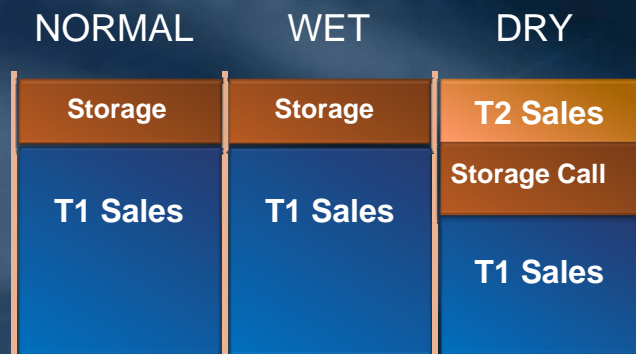 NORMAL WET DRY
Storage Storage T2 Sales
Storage Call
T1 Sales T1 Sales
T1 Sales